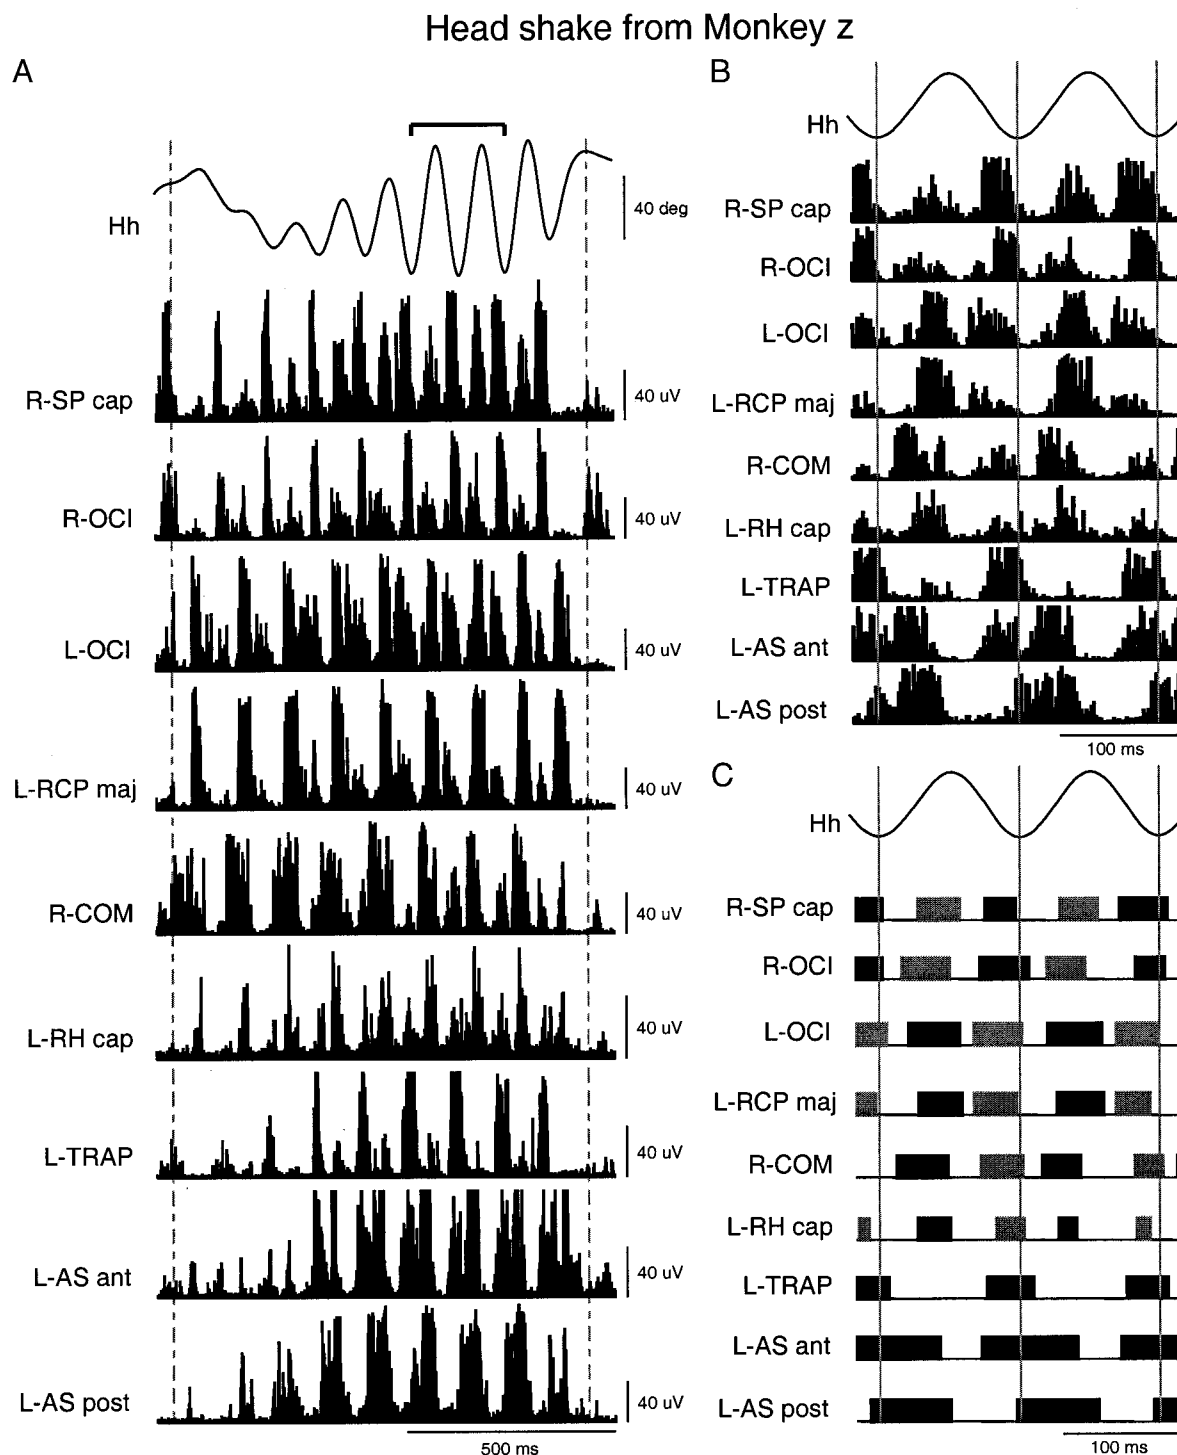 Head shake from Monkey z
A
Hh
40 deg
R-SP cap
40 uV
R-OCI
40 uV
L-OCI
40 uV
L-RCP maj
40 uV
R-COM
40 uV
L-RH cap
40 uV
L-TRAP
40 uV
L-AS ant
40 uV
L-AS post
40 uV
500 ms
B
Hh
R-SP cap
R-OCI
L-OCI
L-RCP maj
R-COM
L-RH cap
L-TRAP
L-AS ant
L-AS post
100 ms
C
Hh
R-SP cap
R-OCI
L-OCI
L-RCP maj
R-COM
L-RH cap
L-TRAP
L-AS ant
L-AS post
100 ms